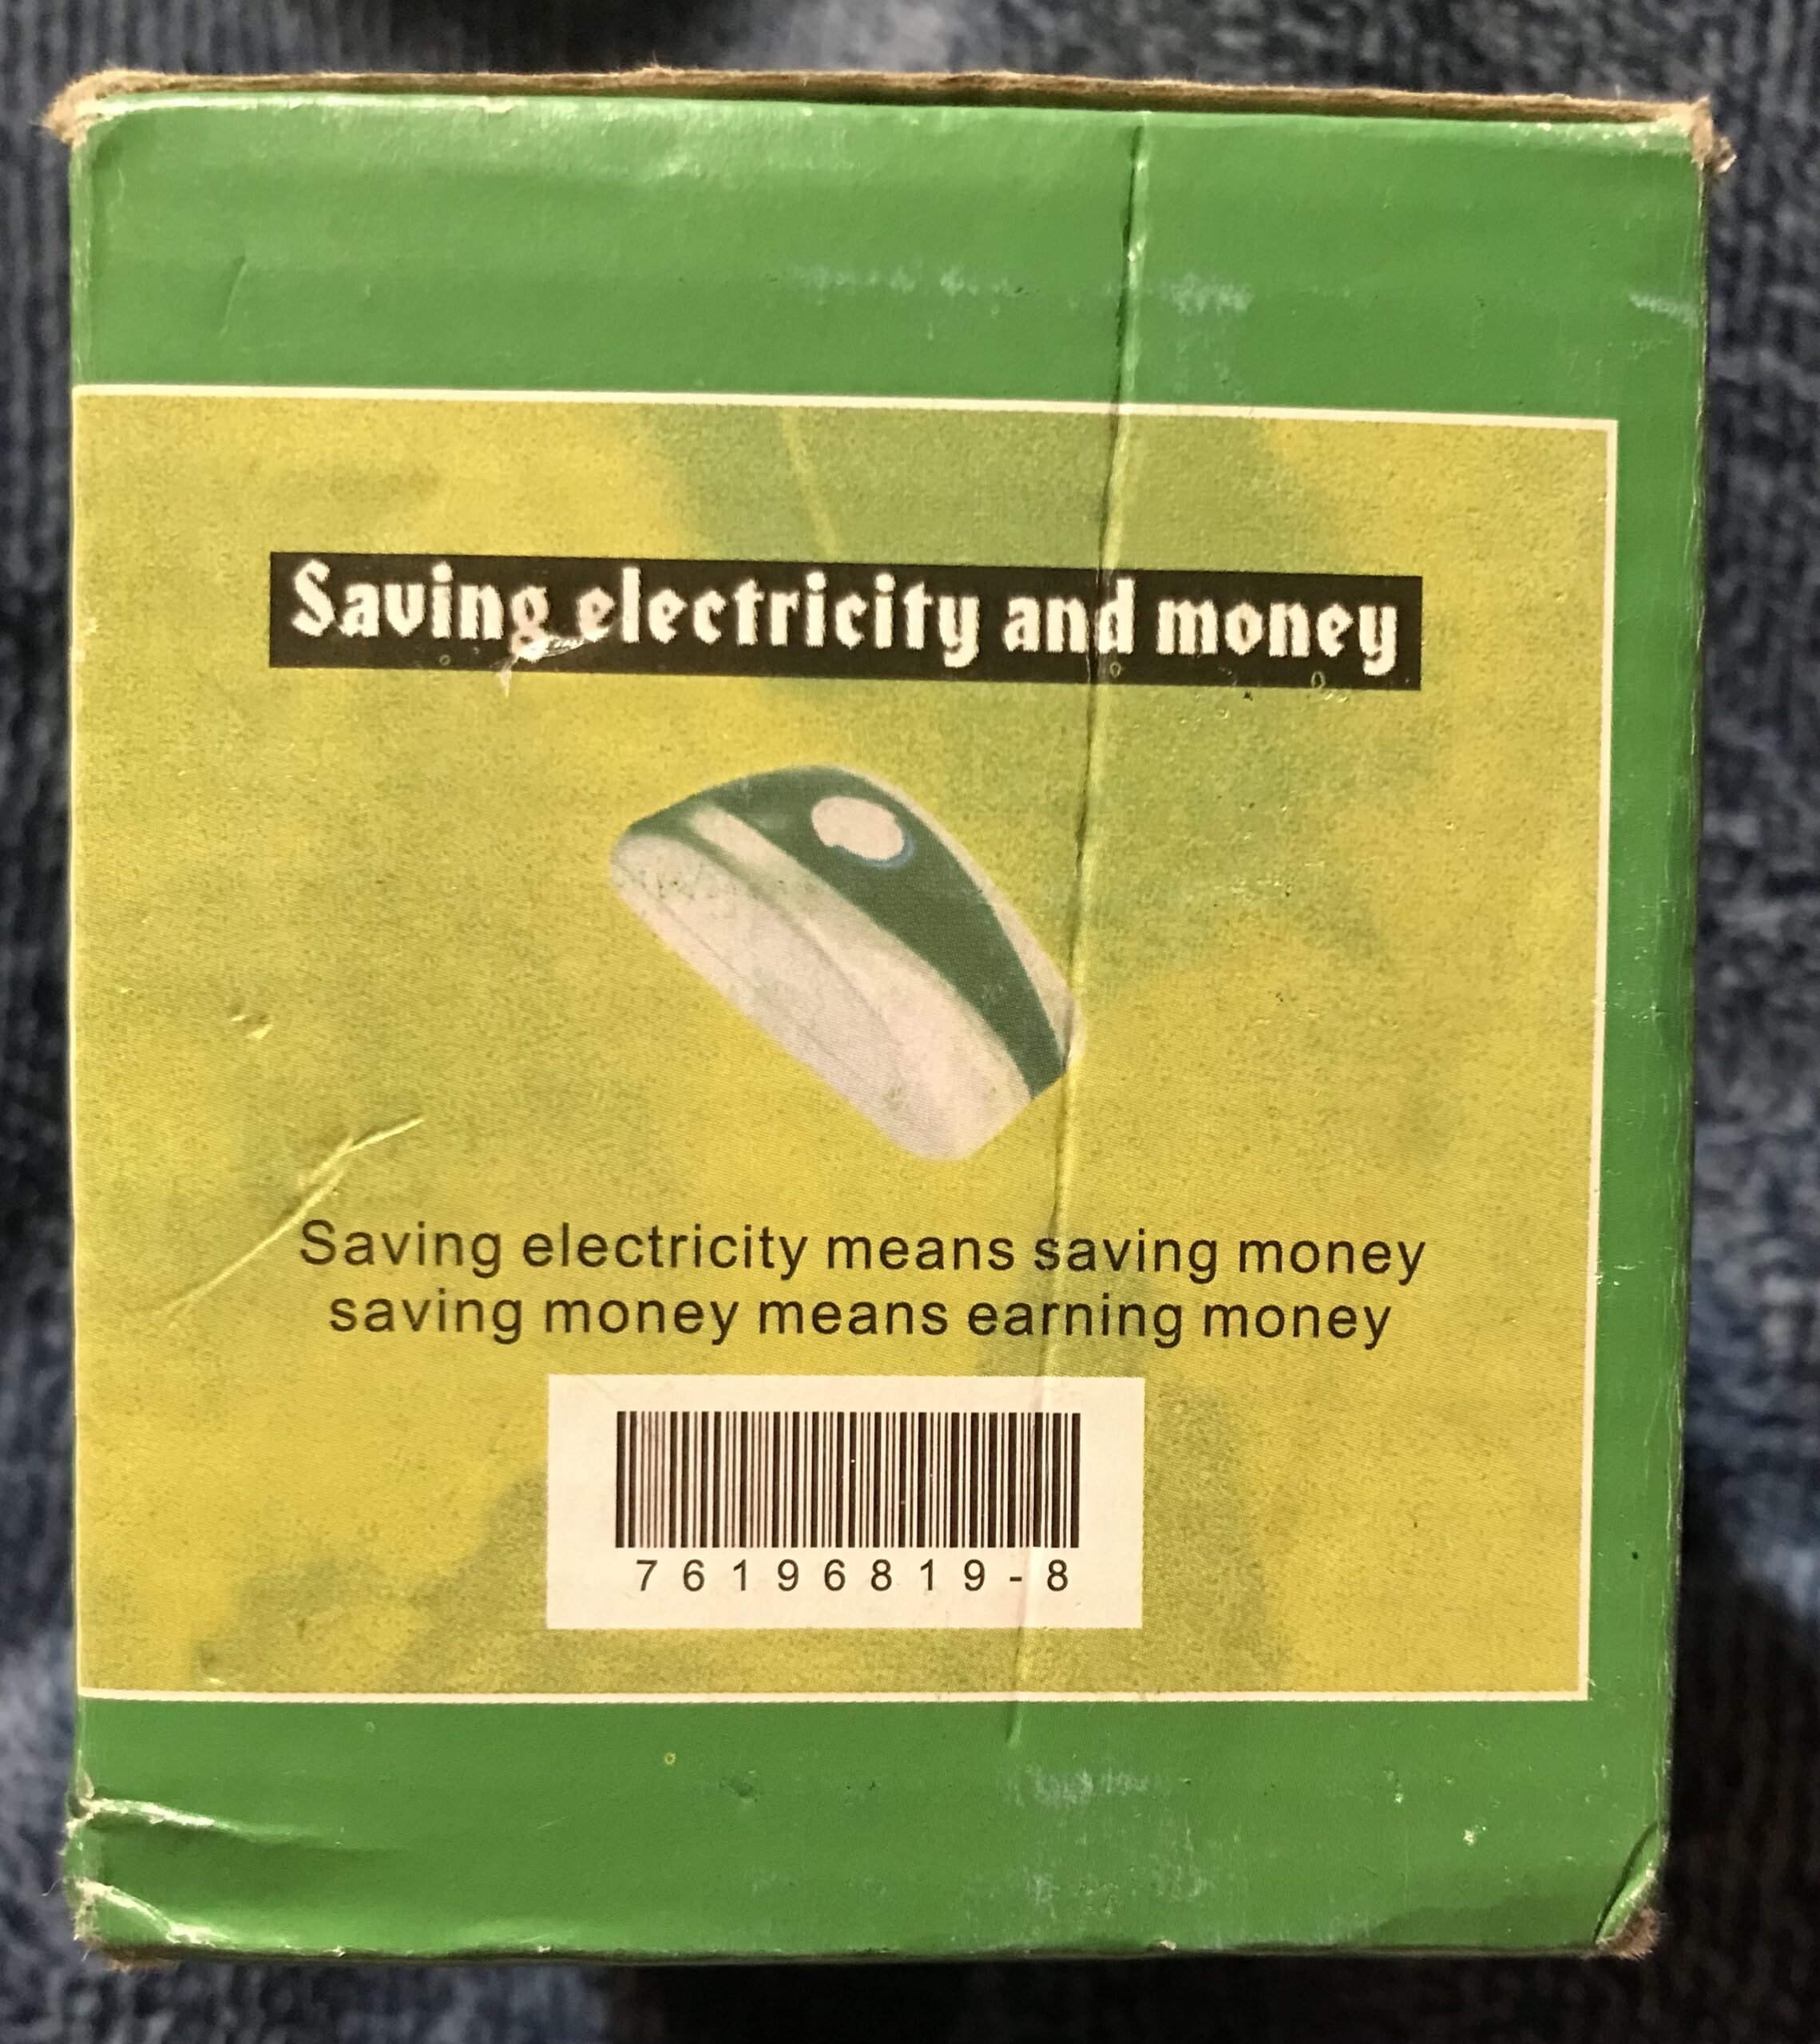 Saving electricity and money
Saving electricity means saving money
saving money means earning money
76196819-8